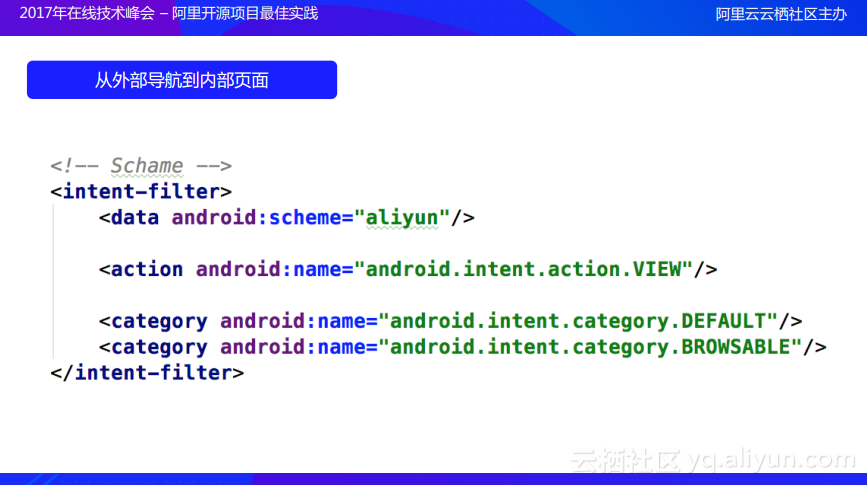 2017年在线技术峰会 – 阿里开源项目最佳实践
阿里云云栖社区主办
从外部导航到内部页面
<!-- Schame -->
<intent-filter>
<data android:scheme="aliyun"/>
<action android:name="android.intent.action.VIEW"/>
<category android:name="android.intent.category.DEFAULT"/>
<category android:name="android.intent.category.BROWSABLE"/>
</intent-filter>
云栖社区 yq.aliyun.com